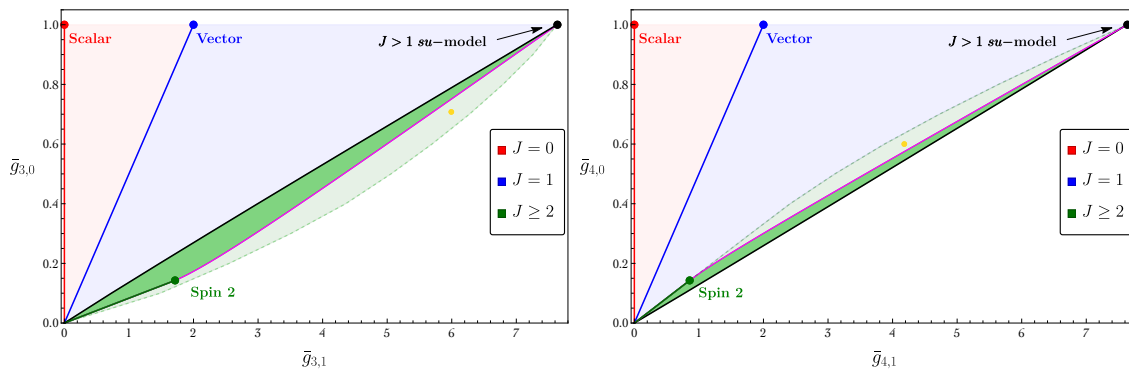 1.0
0.8
0.6
0.4
0.2
0.0
0
1
2
3
4
5
6
7
Scalar
Vector
J > 1 su−model
Spin 2
J = 0
J = 1
J ≥ 2
ḡ3,0
ḡ3,1
1.0
0.8
0.6
0.4
0.2
0.0
0
1
2
3
4
5
6
7
Scalar
Vector
J > 1 su−model
Spin 2
J = 0
J = 1
J ≥ 2
ḡ4,0
ḡ4,1